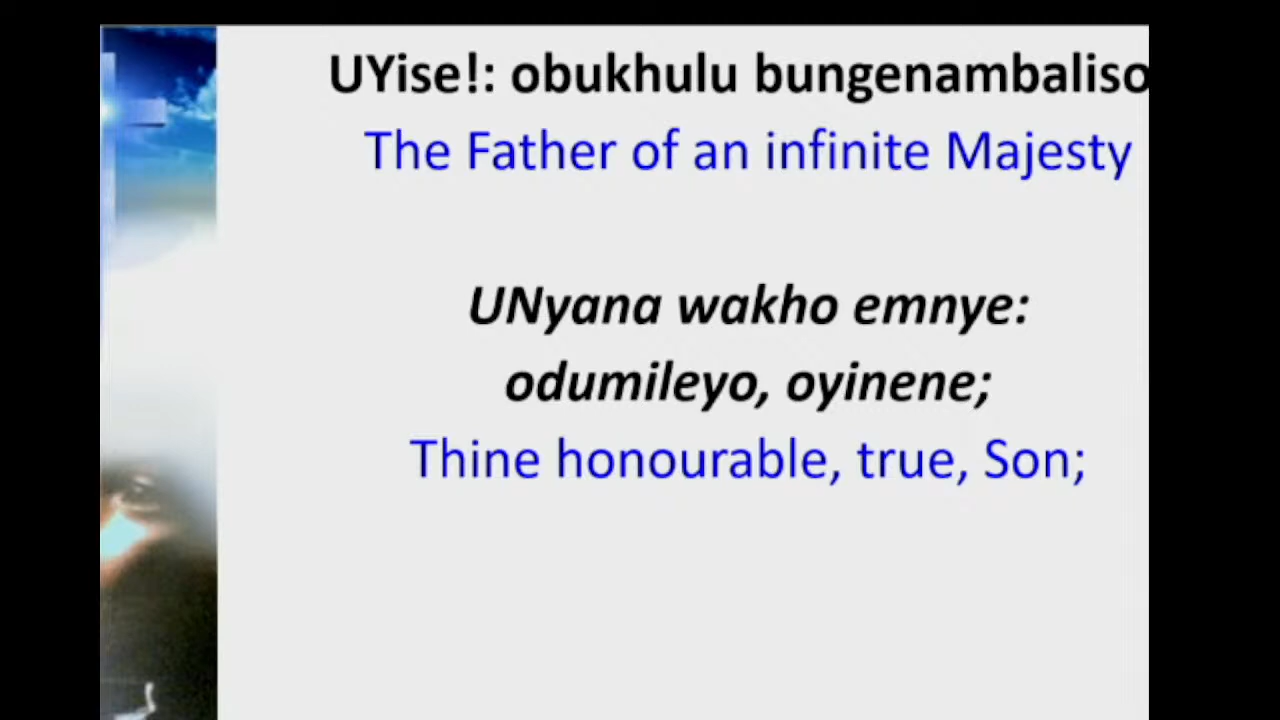 UYise!: obukhulu bungenambaliso
The Father of an infinite Majesty
UNyana wakho emnye:
odumileyo, oyinene;
Thine honourable, true, Son;